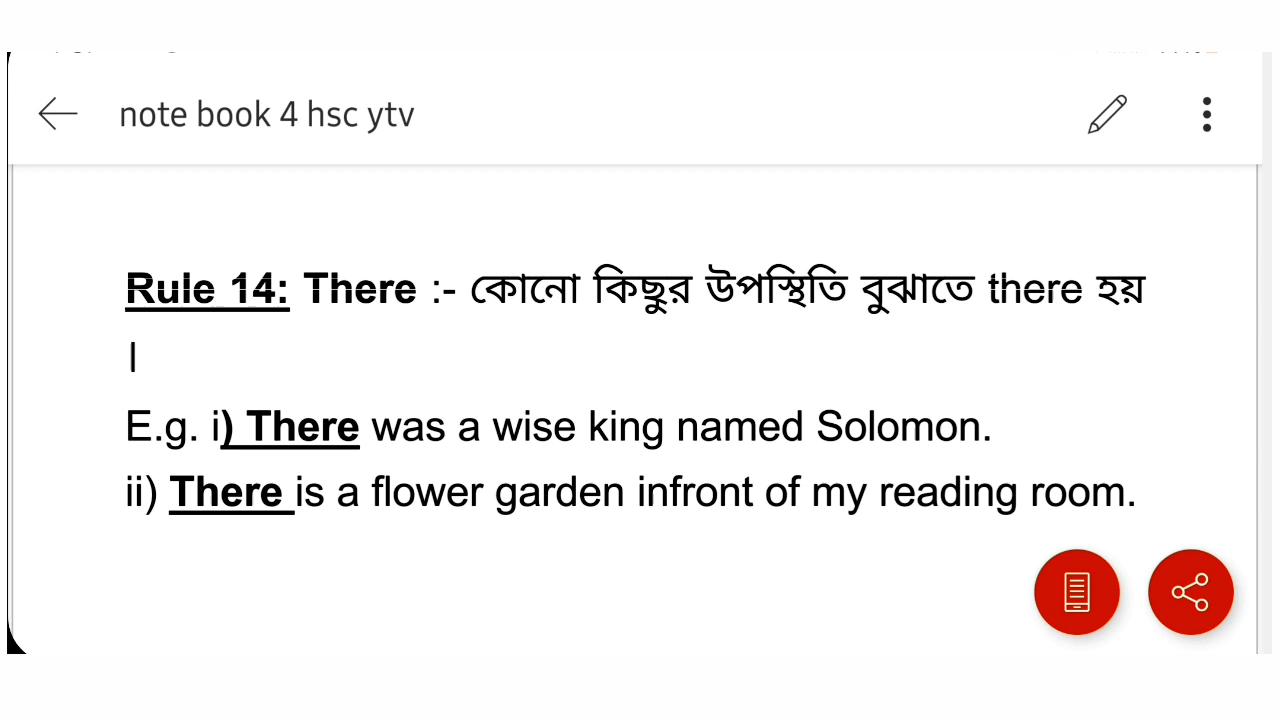 note book 4 hsc ytv
Rule 14: There :- কোনো কিছুর উপস্থিতি বুঝাতে there হয়
।
E.g. i) There was a wise king named Solomon.
ii) There is a flower garden infront of my reading room.